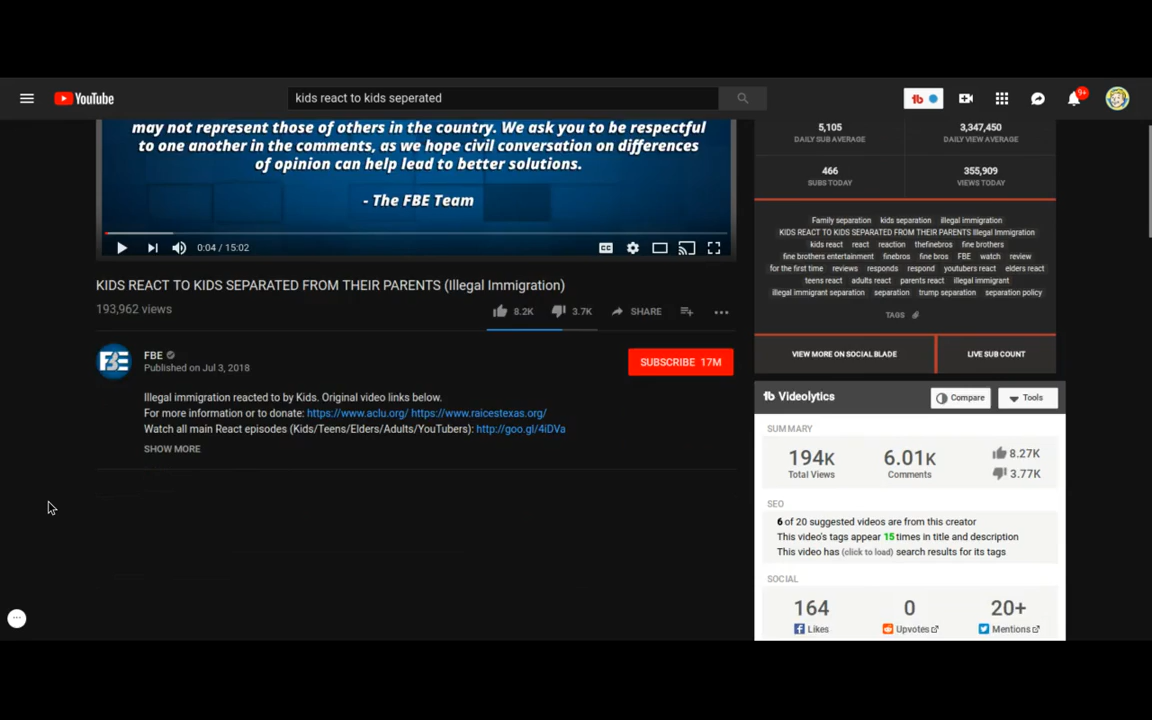 YouTube
kids react to kids seperated
tb
9+
may not represent those of others in the country. We ask you to be respectful
to one another in the comments, as we hope civil conversation on differences
of opinion can help lead to better solutions.
- The FBE Team
0:04 / 15:02
CC
KIDS REACT TO KIDS SEPARATED FROM THEIR PARENTS (Illegal Immigration)
193,962 views
8.2K
3.7K
SHARE
FBE
FBE
Published on Jul 3, 2018
SUBSCRIBE 17M
Illegal immigration reacted to by Kids. Original video links below.
For more information or to donate: https://www.aclu.org/ https://www.raicestexas.org/
Watch all main React episodes (Kids/Teens/Elders/Adults/YouTubers): http://goo.gl/4iDVa
SHOW MORE
5,105
DAILY SUB AVERAGE
3,347,450
DAILY VIEW AVERAGE
466
SUBS TODAY
355,909
VIEWS TODAY
Family separation kids separation illegal immigration
KIDS REACT TO KIDS SEPARATED FROM THEIR PARENTS Illegal Immigration
kids react react reaction thefinebros fine brothers
fine brothers entertainment finebros fine bros FBE watch review
for the first time reviews responds respond youtubers react elders react
teens react adults react parents react illegal immigrant
illegal immigrant separation separation trump separation separation policy
TAGS
VIEW MORE ON SOCIAL BLADE
LIVE SUB COUNT
tb Videolytics
Compare
Tools
SUMMARY
194K
Total Views
6.01K
Comments
8.27K
3.77K
SEO
6 of 20 suggested videos are from this creator
This video's tags appear 15 times in title and description
This video has (click to load) search results for its tags
SOCIAL
164
Likes
0
Upvotes
20+
Mentions